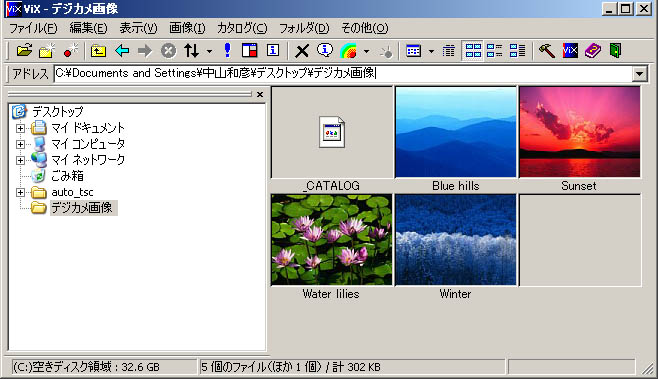 ViX - デジカメ画像
ファイル(F) 編集(E) 表示(V) 画像(I) カタログ(C) フォルダ(D) その他(O)
アドレス C:¥Documents and Settings¥中山和彦¥デスクトップ¥デジカメ画像
デスクトップ
マイ ドキュメント
マイ コンピュータ
マイ ネットワーク
ごみ箱
auto_tsc
デジカメ画像
_CATALOG Blue hills Sunset
Water lilies Winter
(C:)空きディスク領域 : 32.6 GB 5 個のファイル(ほか 1 個) / 計 302 KB